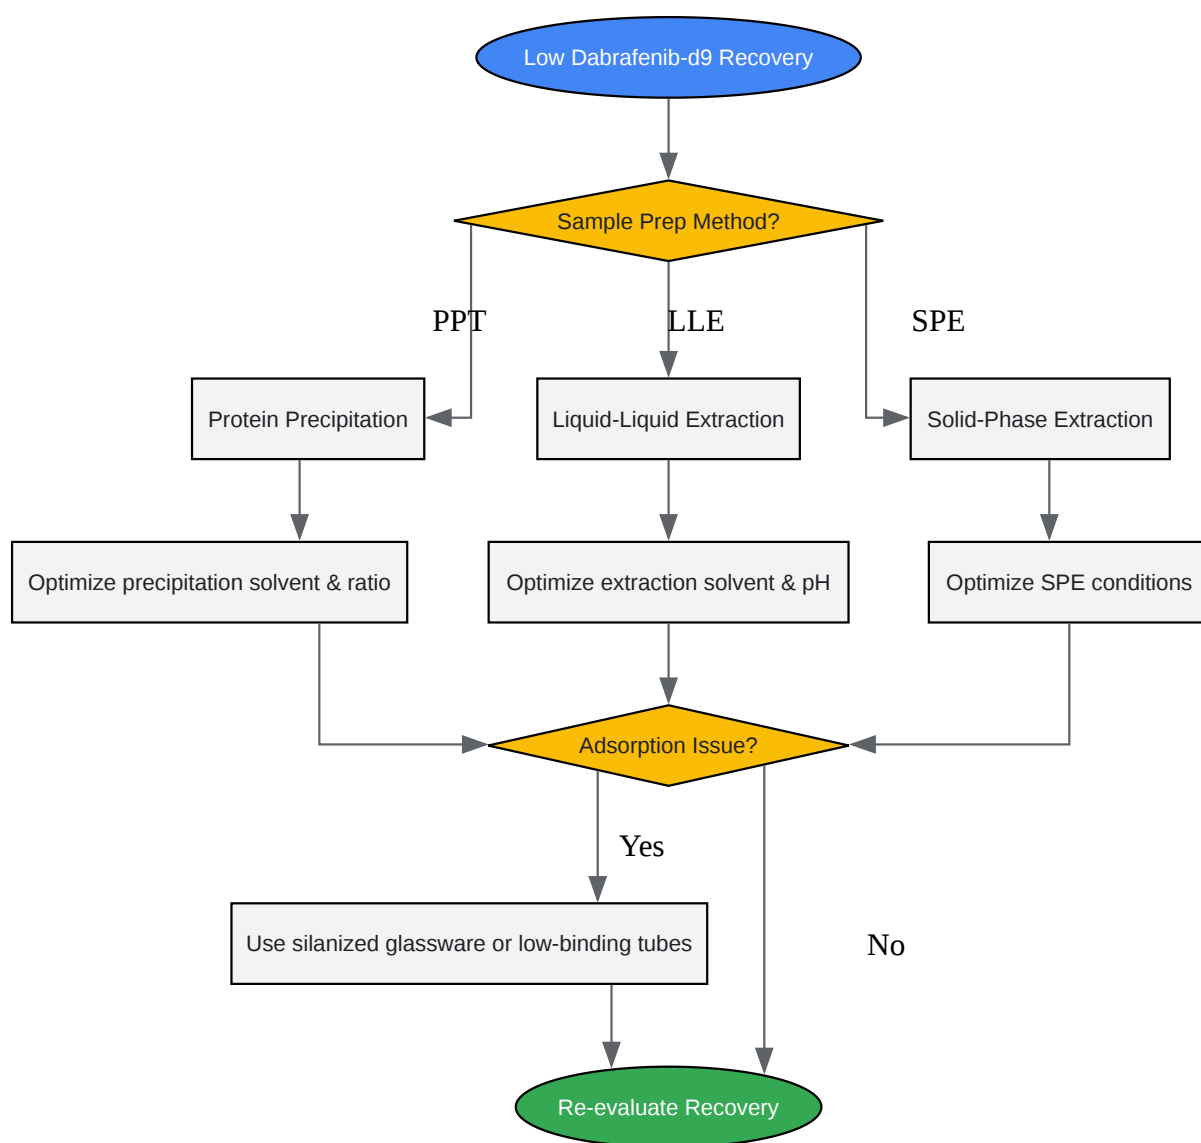 Low Dabrafenib-d9 Recovery
Sample Prep Method?
PPT
LLE
SPE
Protein Precipitation
Liquid-Liquid Extraction
Solid-Phase Extraction
Optimize precipitation solvent & ratio
Optimize extraction solvent & pH
Optimize SPE conditions
Adsorption Issue?
Yes
Use silanized glassware or low-binding tubes
No
Re-evaluate Recovery